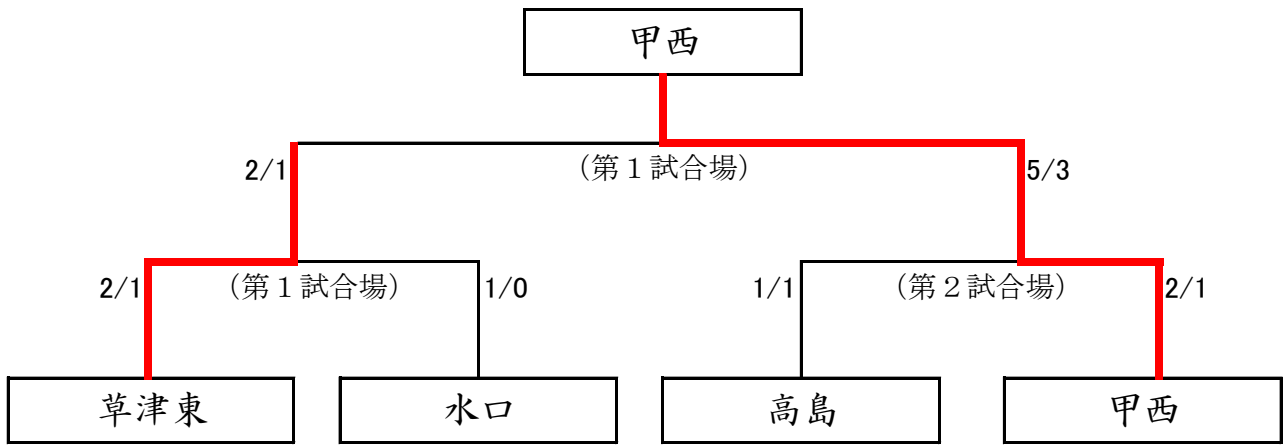 甲西
2/1
(第1試合場)
5/3
2/1
(第1試合場)
1/0
1/1
(第2試合場)
2/1
草津東
水口
高島
甲西